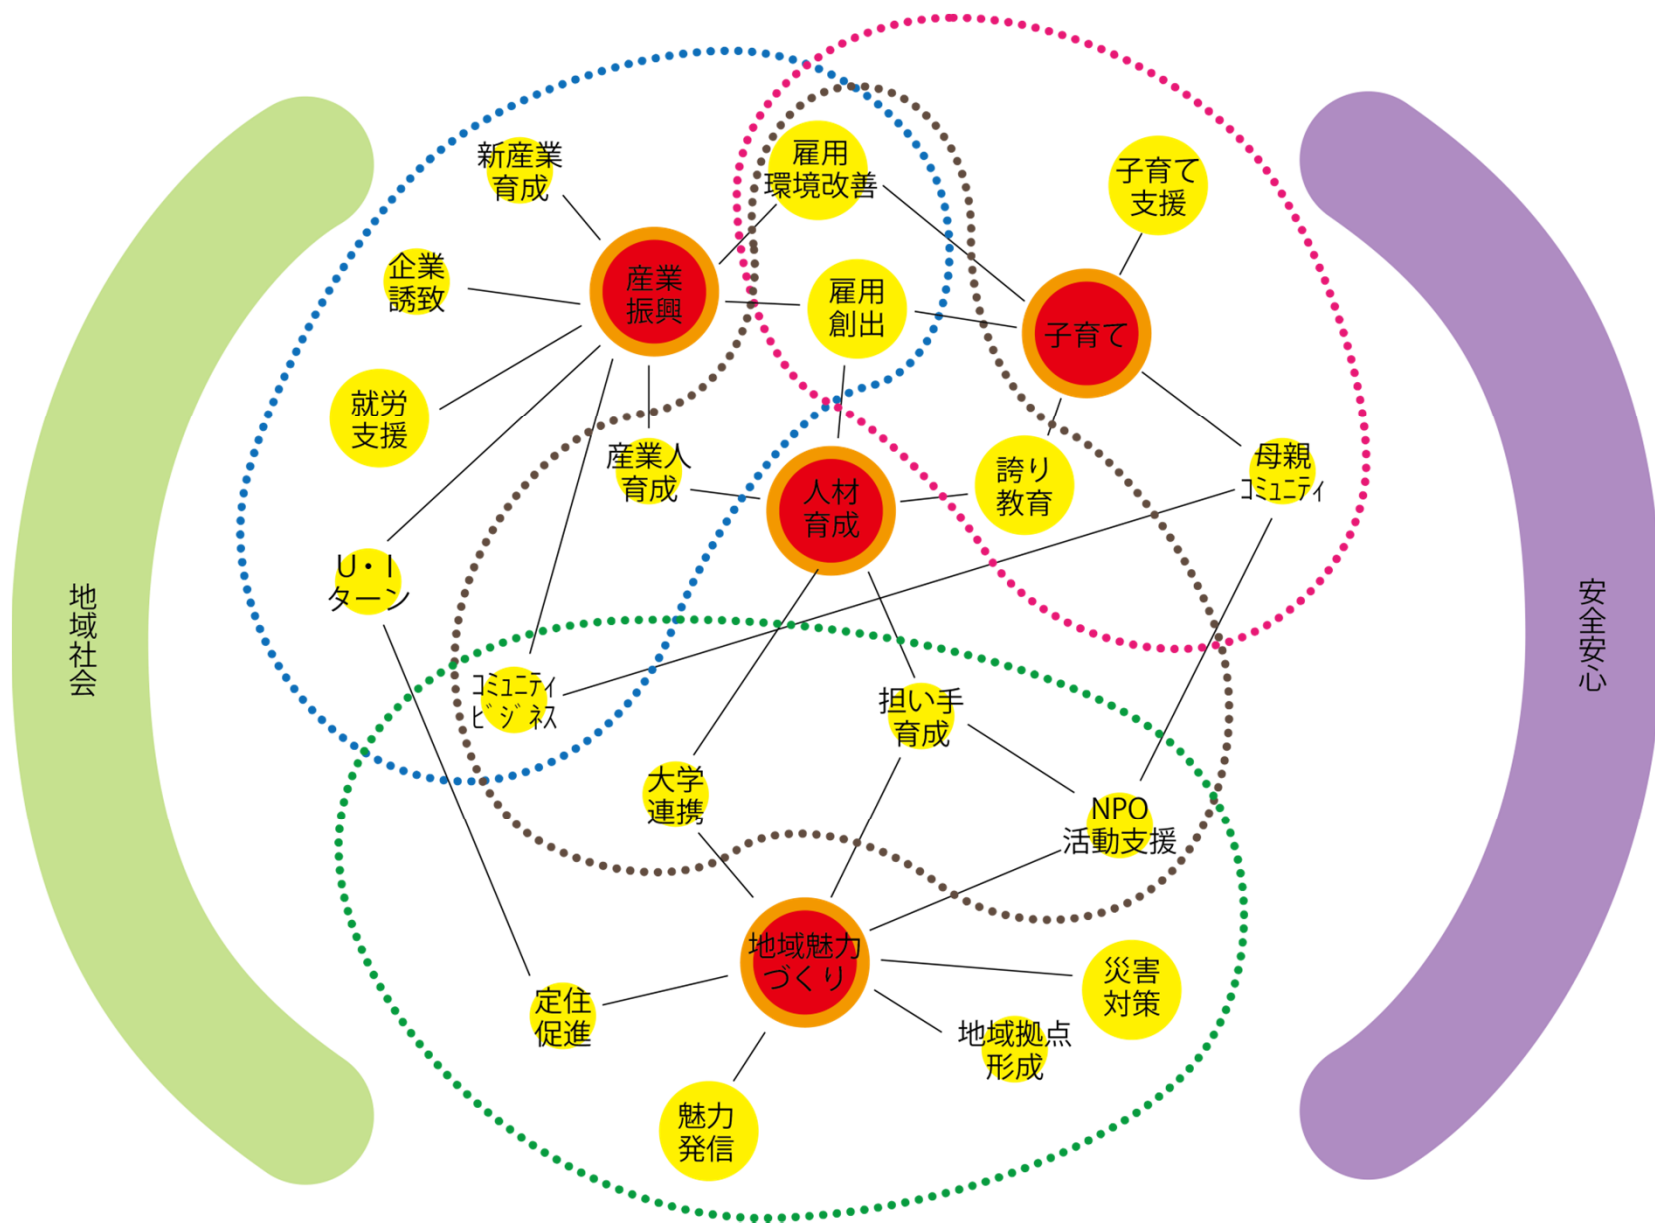 新産業
育成
雇用
環境改善
子育て
支援
企業
誘致
産業
振興
雇用
創出
子育て
就労
支援
産業人
育成
人材
育成
誇り
教育
母親
ｺﾐｭﾆﾃｨ
U・I
ターン
地域社会
安全安心
ｺﾐｭﾆﾃｨ
ﾋﾞｼﾞﾈｽ
担い手
育成
大学
連携
NPO
活動支援
地域魅力
づくり
災害
対策
定住
促進
地域拠点
形成
魅力
発信